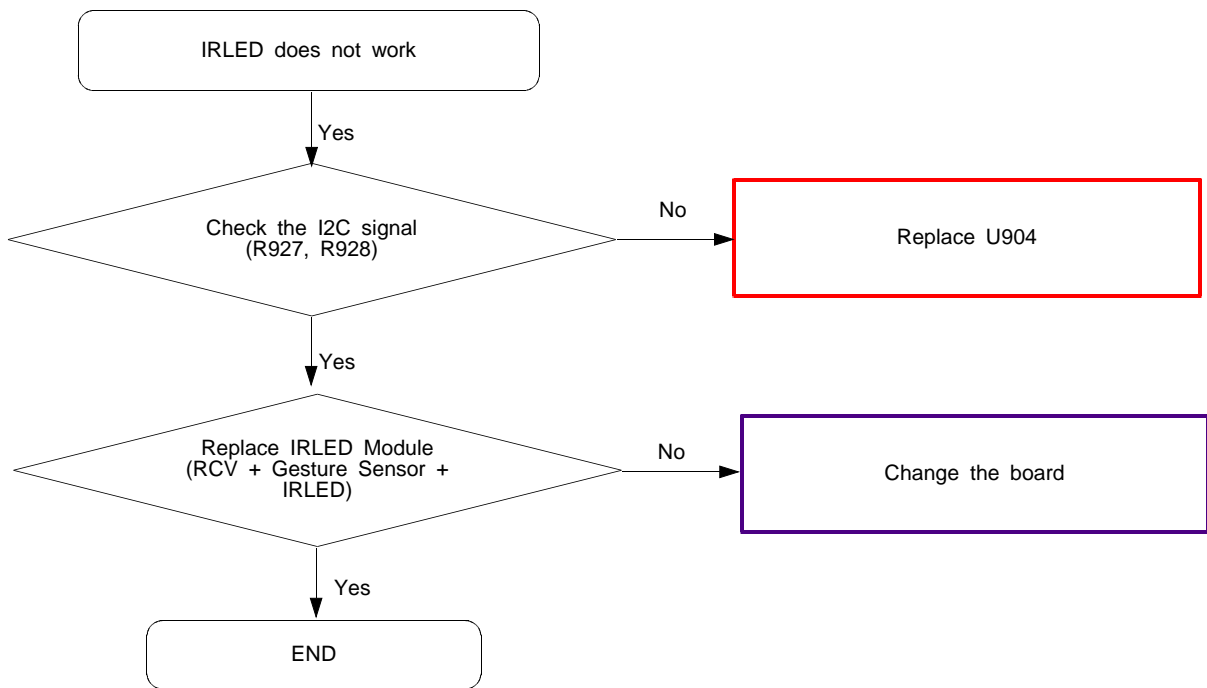 IRLED does not work
Yes
Check the I2C signal
(R927, R928)
No
Replace U904
Yes
Replace IRLED Module
(RCV + Gesture Sensor +
IRLED)
No
Change the board
Yes
END